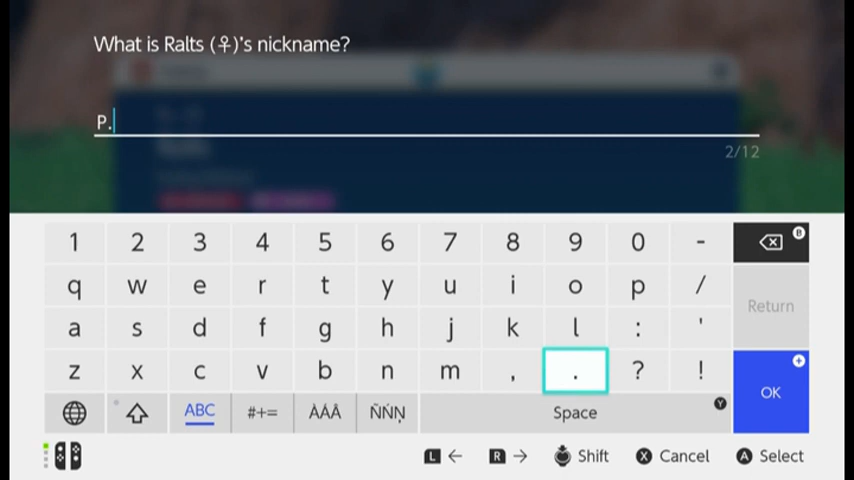 What is Ralts (♀)'s nickname?
P.
2/12
1 2 3 4 5 6 7 8 9 0 -
q w e r t y u i o p /
Return
a s d f g h j k l : '
z x c v b n m , . ? !
OK
ABC #+= ÀÁÂ ÑŃṆ Space
L ← R → Shift X Cancel A Select